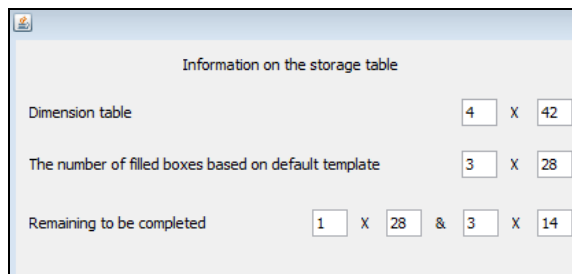 Information on the storage table
Dimension table 4 X 42
The number of filled boxes based on default template 3 X 28
Remaining to be completed 1 X 28 & 3 X 14